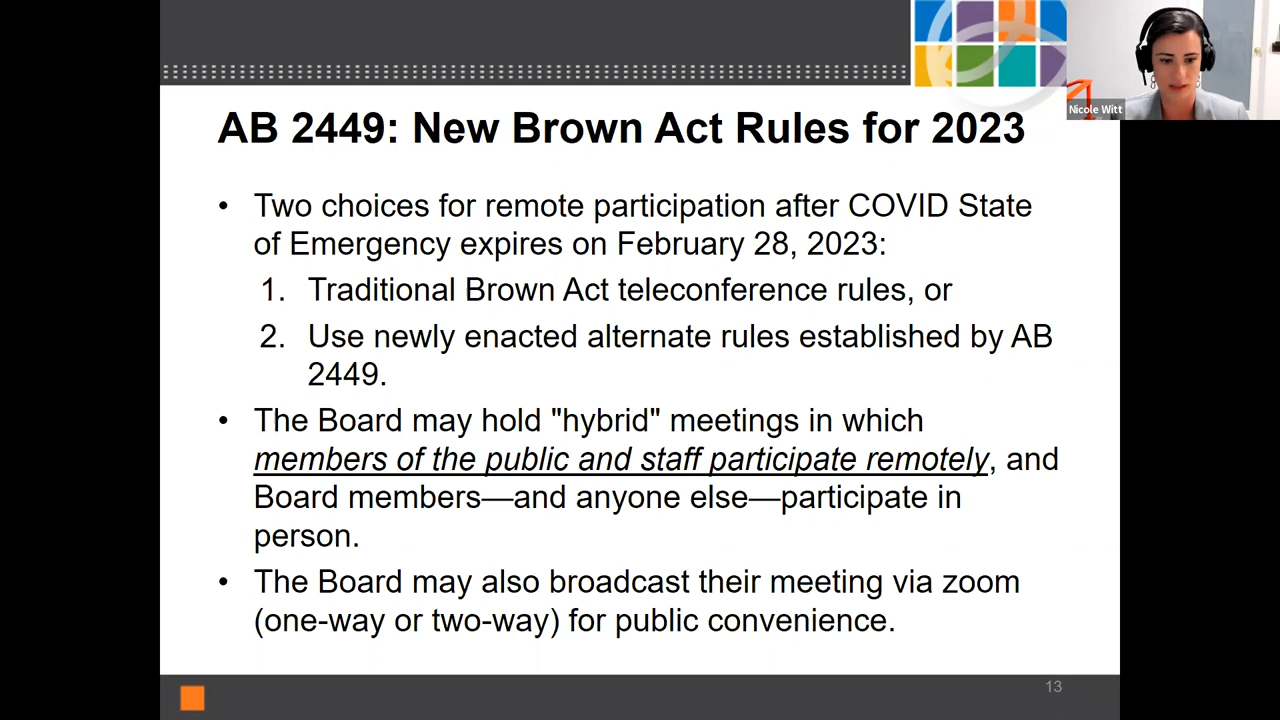 AB 2449: New Brown Act Rules for 2023
Nicole Witt
• Two choices for remote participation after COVID State
of Emergency expires on February 28, 2023:
1. Traditional Brown Act teleconference rules, or
2. Use newly enacted alternate rules established by AB
2449.
• The Board may hold "hybrid" meetings in which
members of the public and staff participate remotely, and
Board members—and anyone else—participate in
person.
• The Board may also broadcast their meeting via zoom
(one-way or two-way) for public convenience.
13